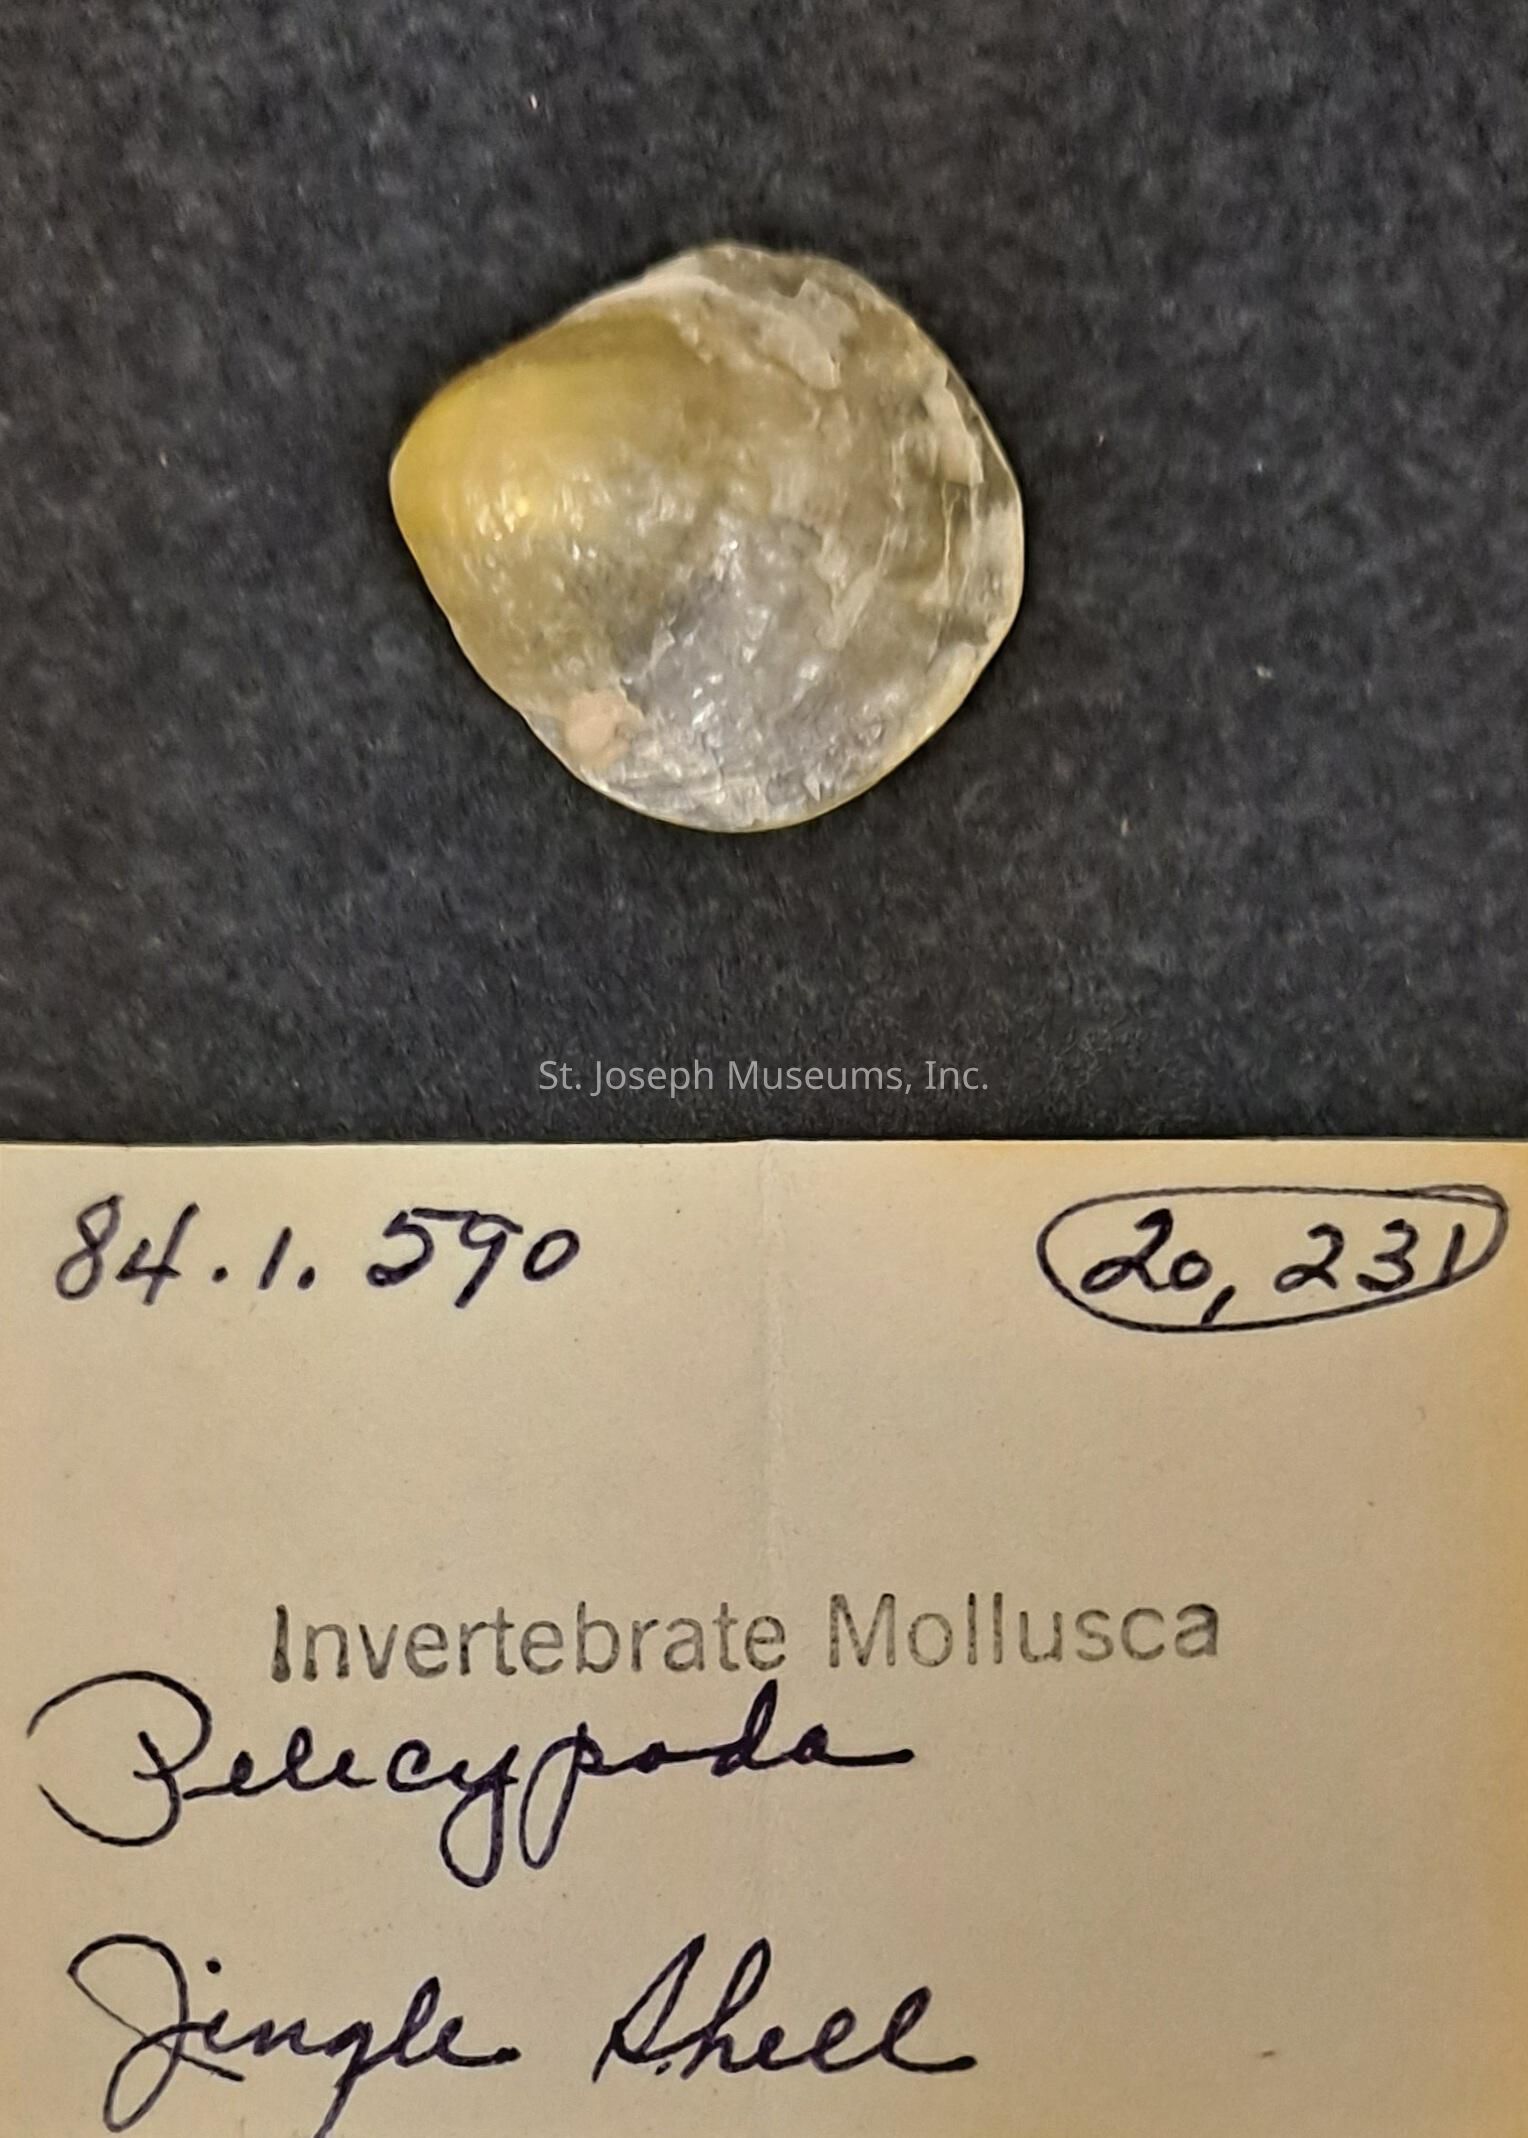 St. Joseph Museums, Inc.
84.1.590
20,231
Invertebrate Mollusca
Pelecypoda
Jingle Shell